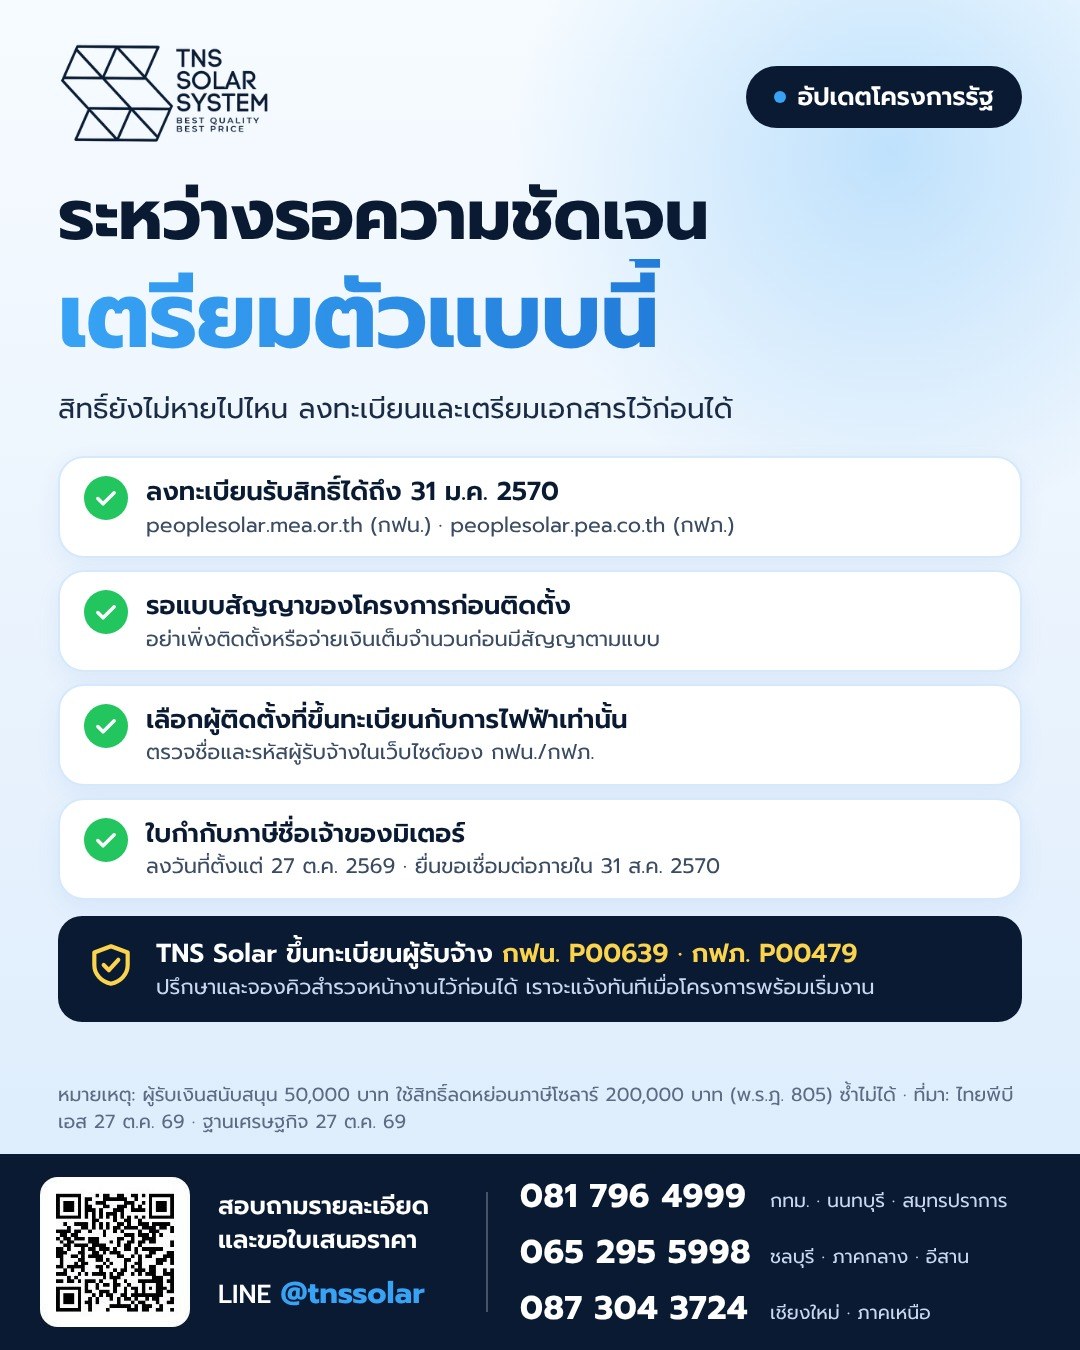 TNS
SOLAR
SYSTEM
BEST QUALITY
BEST PRICE
อัปเดตโครงการรัฐ
ระหว่างรอความชัดเจน
เตรียมตัวแบบนี้
สิทธิ์ยังไม่หายไปไหน ลงทะเบียนและเตรียมเอกสารไว้ก่อนได้
ลงทะเบียนรับสิทธิ์ได้ถึง 31 ม.ค. 2570
peoplesolar.mea.or.th (กฟน.) · peoplesolar.pea.co.th (กฟภ.)
รอแบบสัญญาของโครงการก่อนติดตั้ง
อย่าเพิ่งติดตั้งหรือจ่ายเงินเต็มจำนวนก่อนมีสัญญาตามแบบ
เลือกผู้ติดตั้งที่ขึ้นทะเบียนกับการไฟฟ้าเท่านั้น
ตรวจชื่อและรหัสผู้รับจ้างในเว็บไซต์ของ กฟน./กฟภ.
ใบกำกับภาษีชื่อเจ้าของมิเตอร์
ลงวันที่ตั้งแต่ 27 ต.ค. 2569 · ยื่นขอเชื่อมต่อภายใน 31 ส.ค. 2570
TNS Solar ขึ้นทะเบียนผู้รับจ้าง กฟน. P00639 · กฟภ. P00479
ปรึกษาและจองคิวสำรวจหน้างานไว้ก่อนได้ เราจะแจ้งทันทีเมื่อโครงการพร้อมเริ่มงาน
หมายเหตุ: ผู้รับเงินสนับสนุน 50,000 บาท ใช้สิทธิ์ลดหย่อนภาษีโซลาร์ 200,000 บาท (พ.ร.ฎ. 805) ซ้ำไม่ได้ · ที่มา: ไทยพีบี
เอส 27 ต.ค. 69 · ฐานเศรษฐกิจ 27 ต.ค. 69
สอบถามรายละเอียด
และขอใบเสนอราคา
LINE @tnssolar
081 796 4999 กทม. · นนทบุรี · สมุทรปราการ
065 295 5998 ชลบุรี · ภาคกลาง · อีสาน
087 304 3724 เชียงใหม่ · ภาคเหนือ